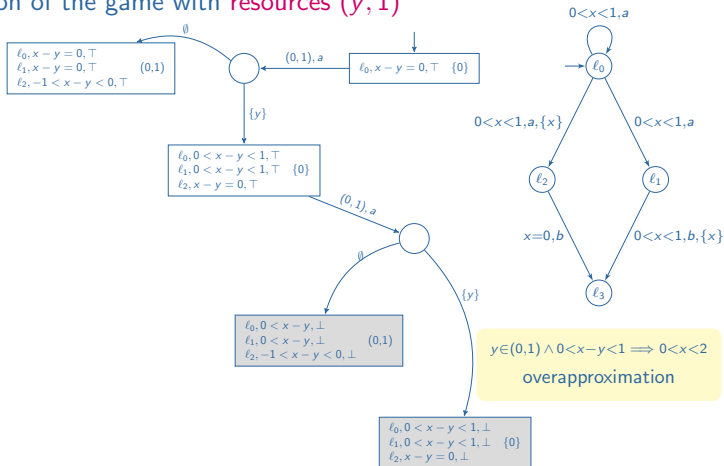 ion of the game with resources (y, 1)
∅
ℓ₀, x − y = 0, ⊤
ℓ₁, x − y = 0, ⊤ (0,1)
ℓ₂, −1 < x − y < 0, ⊤
(0, 1), a
ℓ₀, x − y = 0, ⊤ {0}
{y}
ℓ₀, 0 < x − y < 1, ⊤
ℓ₁, 0 < x − y < 1, ⊤ {0}
ℓ₂, x − y = 0, ⊤
(0, 1), a
∅
{y}
ℓ₀, 0 < x − y, ⊥
ℓ₁, 0 < x − y, ⊥ (0,1)
ℓ₂, −1 < x − y < 0, ⊥
ℓ₀, 0 < x − y < 1, ⊥
ℓ₁, 0 < x − y < 1, ⊥ {0}
ℓ₂, x − y = 0, ⊥
0<x<1, a
ℓ₀
0<x<1, a, {x}
0<x<1, a
ℓ₂
ℓ₁
x=0, b
0<x<1, b, {x}
ℓ₃
y∈(0,1) ∧ 0<x−y<1 ⟹ 0<x<2
overapproximation